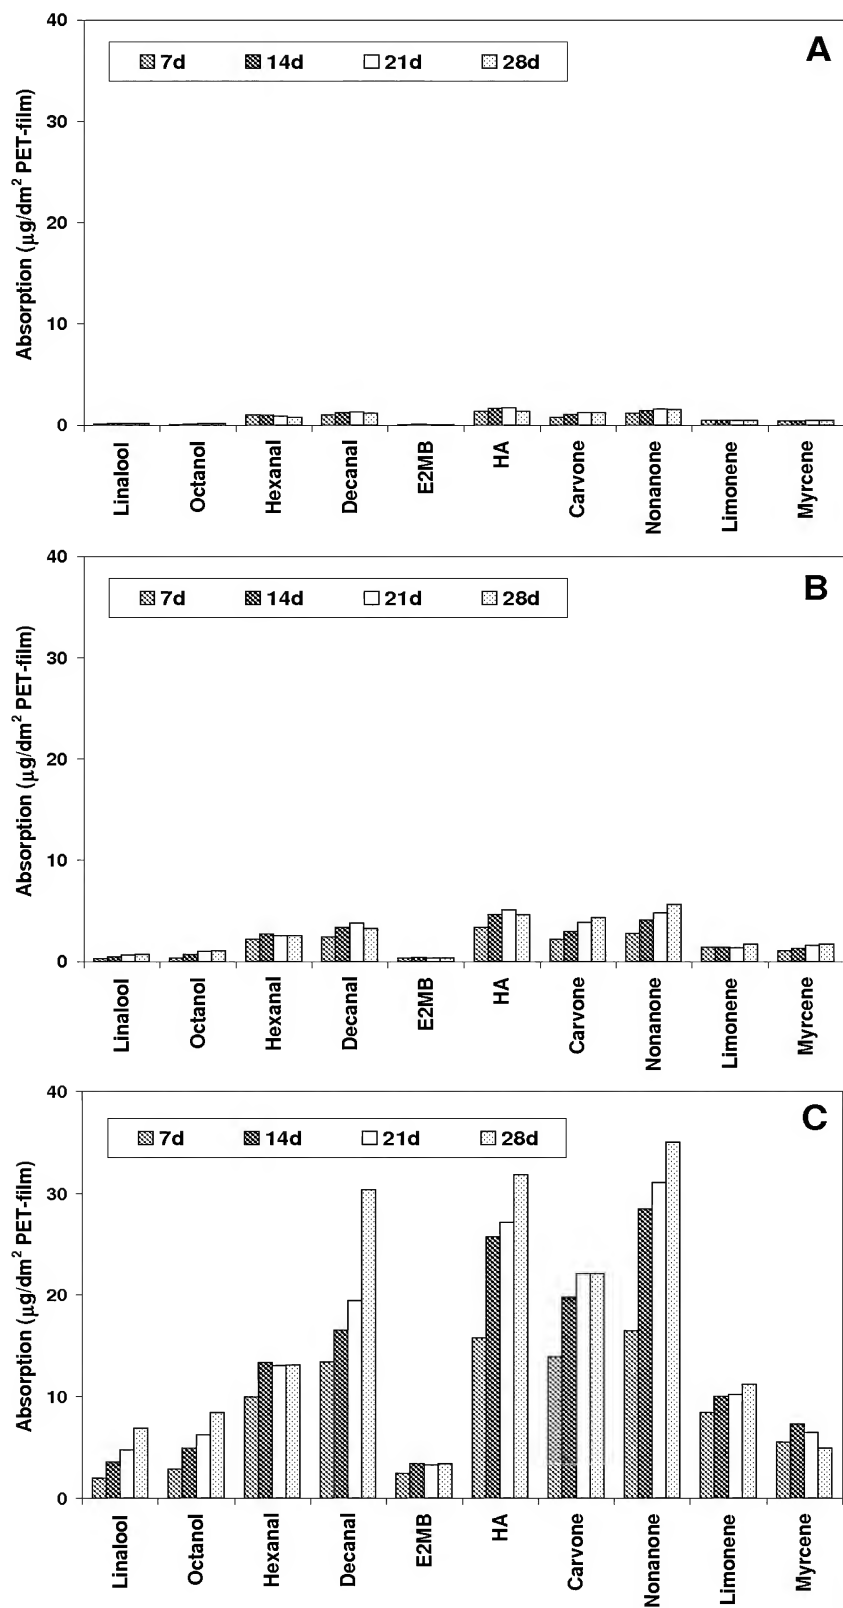 A
7d 14d 21d 28d
Absorption (μg/dm² PET-film)
40
30
20
10
0
Linalool Octanol Hexanal Decanal E2MB HA Carvone Nonanone Limonene Myrcene
B
7d 14d 21d 28d
Absorption (μg/dm² PET-film)
40
30
20
10
0
Linalool Octanol Hexanal Decanal E2MB HA Carvone Nonanone Limonene Myrcene
C
7d 14d 21d 28d
Absorption (μg/dm² PET-film)
40
30
20
10
0
Linalool Octanol Hexanal Decanal E2MB HA Carvone Nonanone Limonene Myrcene